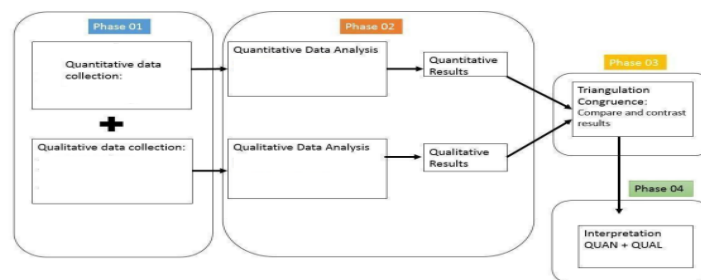 Phase 01
Quantitative data
collection:
Qualitative data collection:
Phase 02
Quantitative Data Analysis
Quantitative
Results
Qualitative Data Analysis
Qualitative
Results
Phase 03
Triangulation
Congruence:
Compare and contrast
results
Phase 04
Interpretation
QUAN + QUAL